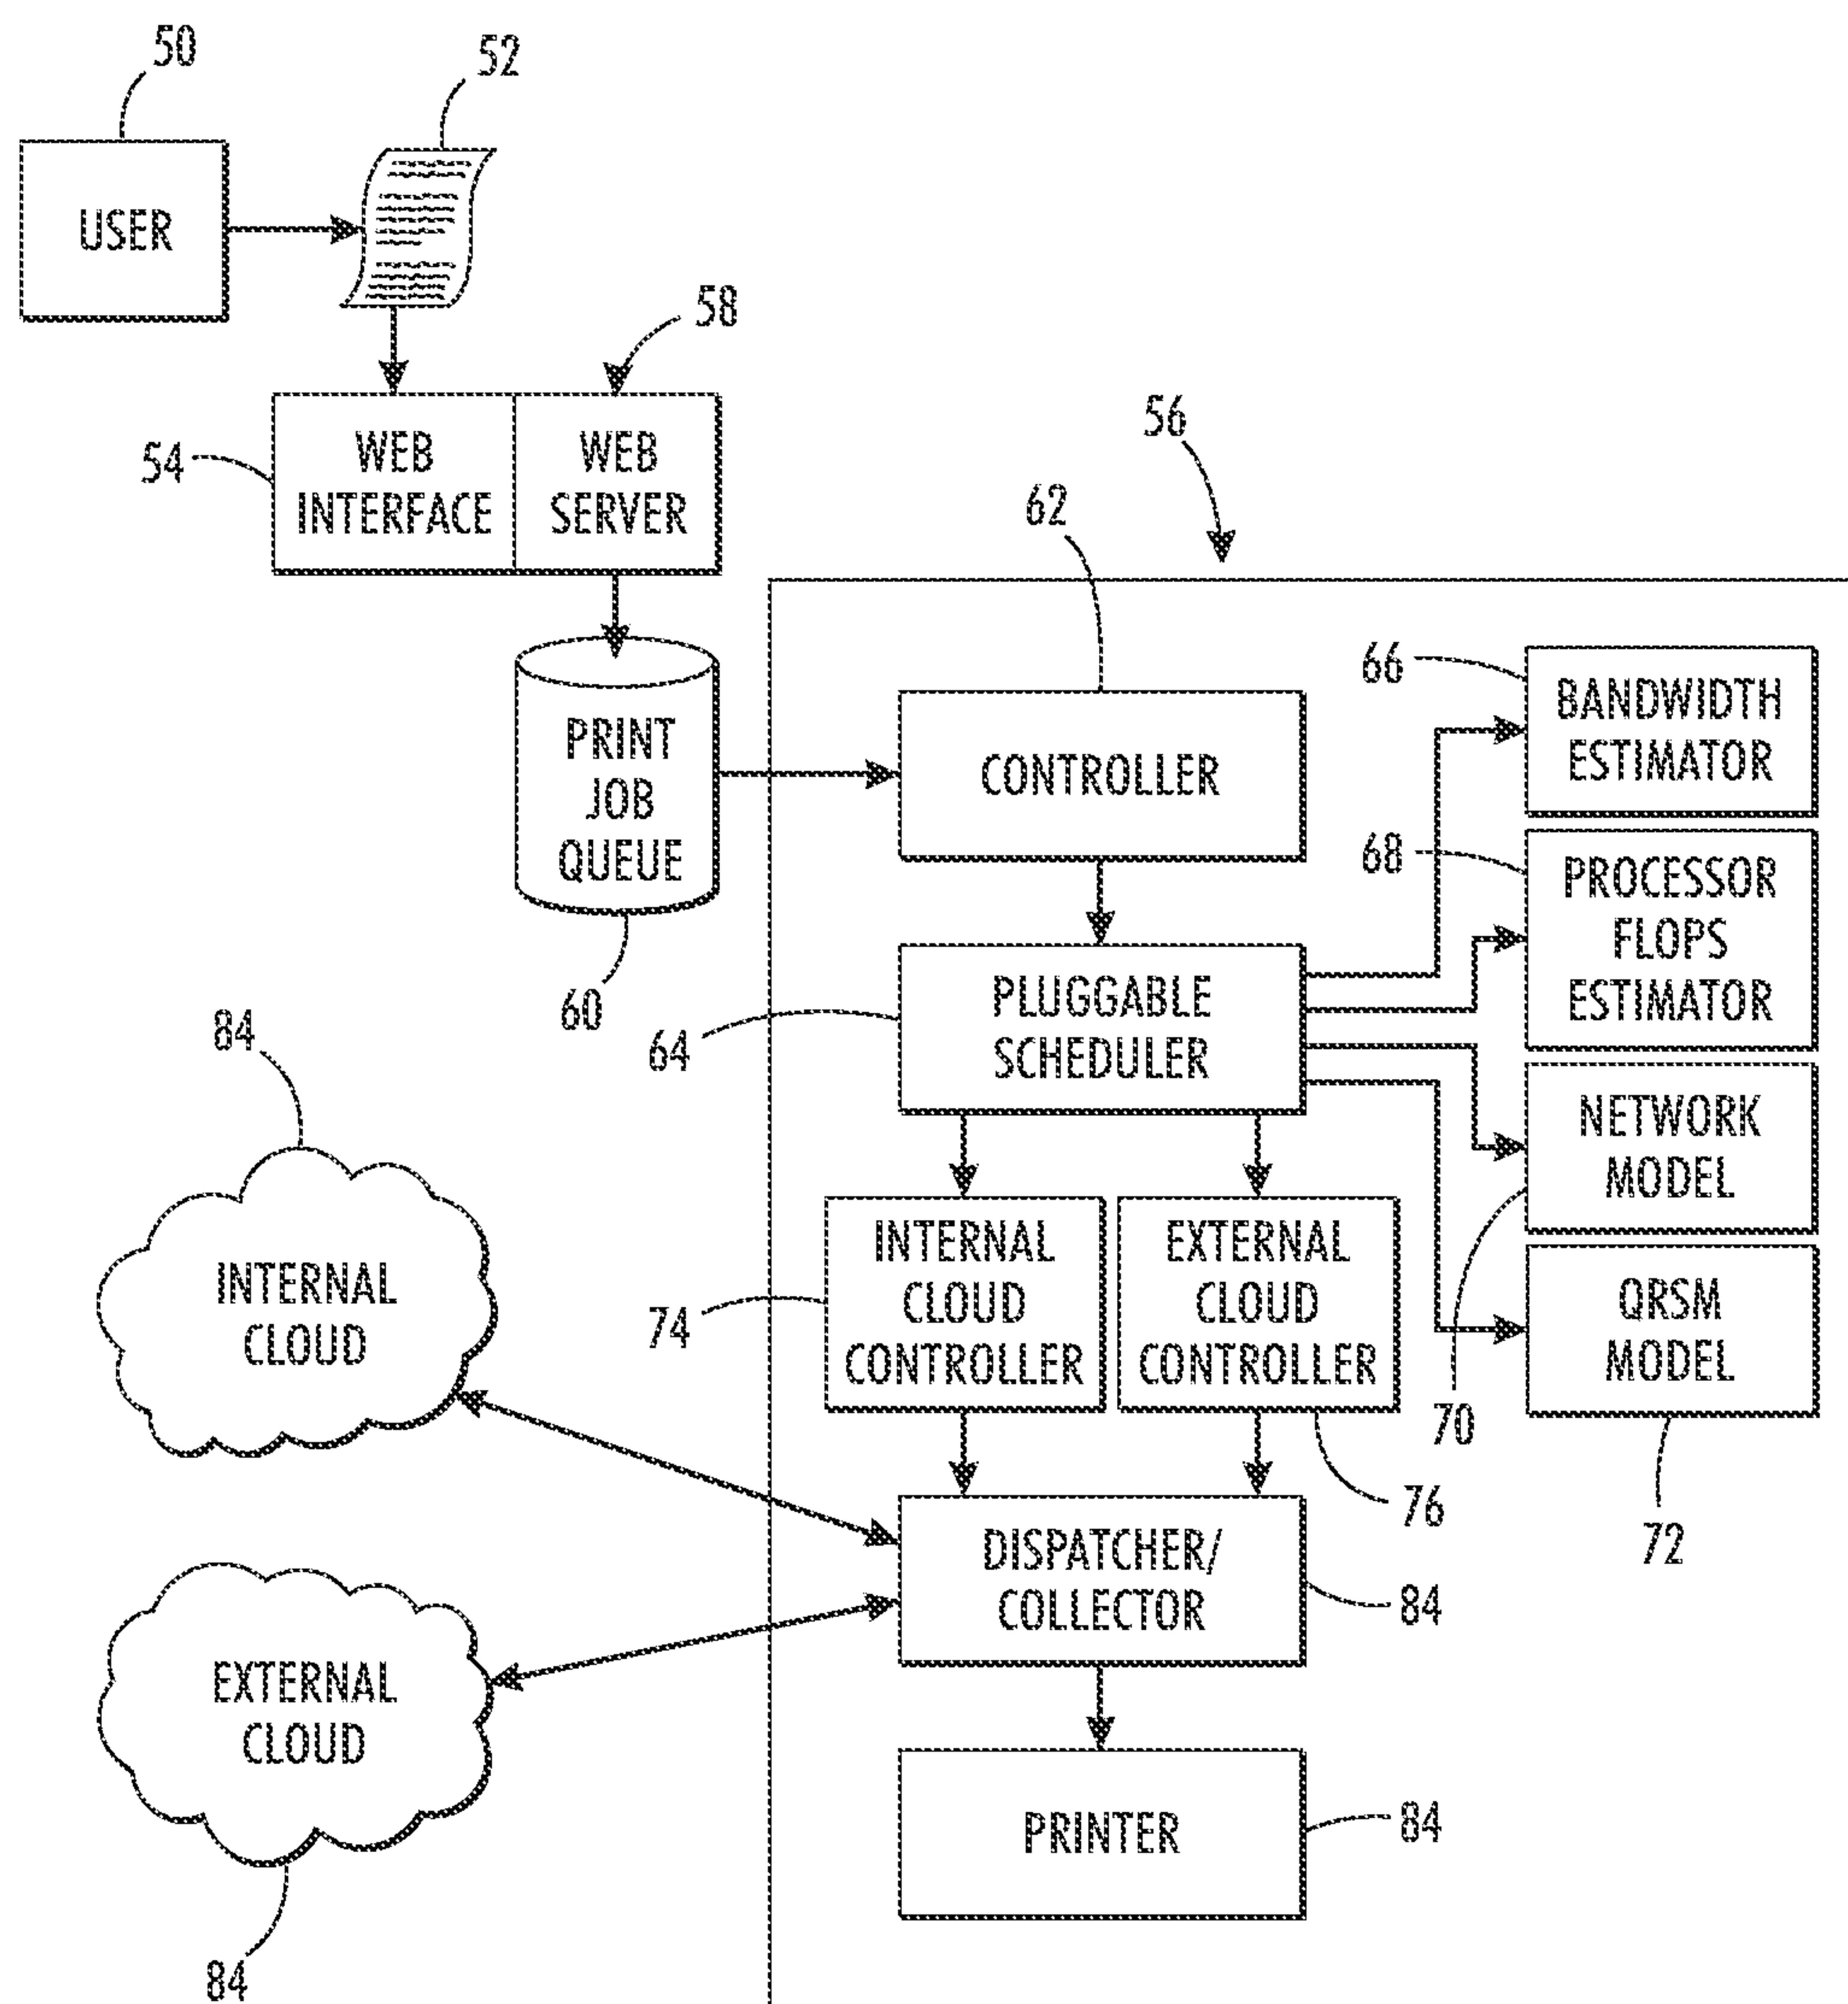 50
52
USER
58
54
WEB
INTERFACE
WEB
SERVER
56
62
PRINT
JOB
QUEUE
60
CONTROLLER
66
BANDWIDTH
ESTIMATOR
68
PROCESSOR
FLOPS
ESTIMATOR
64
PLUGGABLE
SCHEDULER
NETWORK
MODEL
70
QRSM
MODEL
72
84
INTERNAL
CLOUD
74
INTERNAL
CLOUD
CONTROLLER
EXTERNAL
CLOUD
CONTROLLER
76
DISPATCHER/
COLLECTOR
84
EXTERNAL
CLOUD
84
PRINTER
84